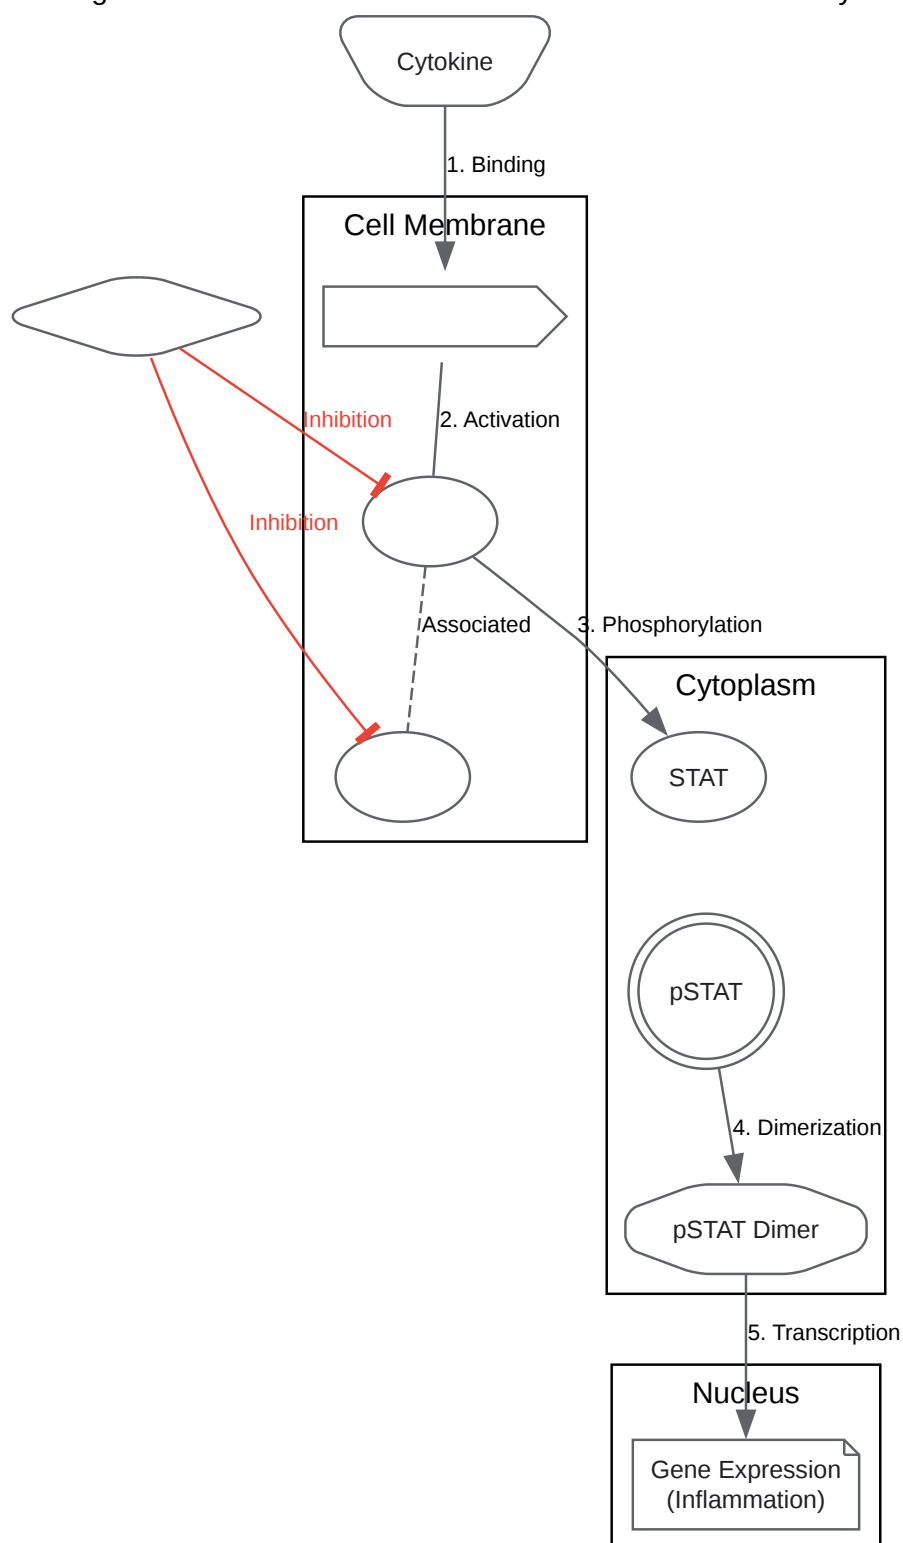 Cytokine
1. Binding
Cell Membrane
Inhibition
2. Activation
Inhibition
Associated
3. Phosphorylation
Cytoplasm
STAT
pSTAT
4. Dimerization
pSTAT Dimer
5. Transcription
Nucleus
Gene Expression
(Inflammation)